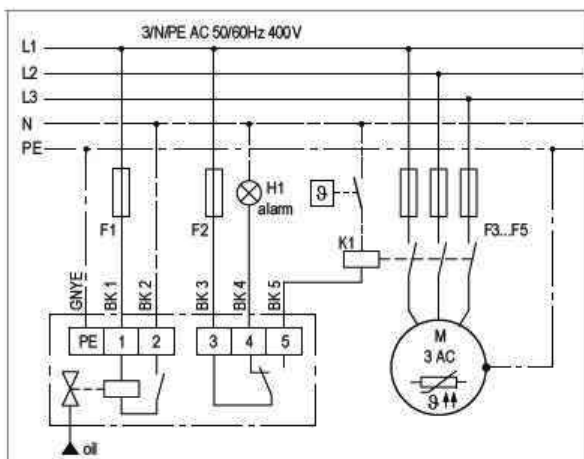 3/N/PE AC 50/60Hz 400V
L1
L2
L3
N
PE
F1
F2
H1
alarm
ϑ
K1
F3...F5
GNYE
BK 1
BK 2
BK 3
BK 4
BK 5
PE 1 2
3 4 5
M
3 AC
ϑ
oil